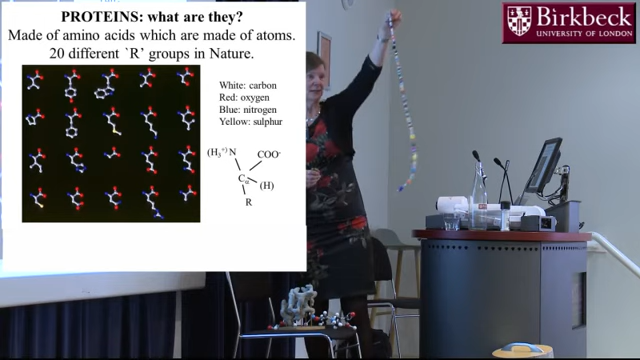 PROTEINS: what are they?
Made of amino acids which are made of atoms.
20 different `R' groups in Nature.
White: carbon
Red: oxygen
Blue: nitrogen
Yellow: sulphur
(H₃⁺)N
COO⁻
Cα
(H)
R
Birkbeck
UNIVERSITY OF LONDON